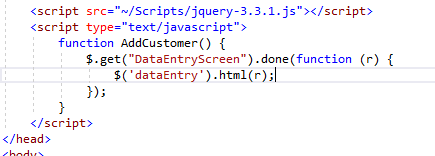 <script src="~/Scripts/jquery-3.3.1.js"></script>
<script type="text/javascript">
function AddCustomer() {
$.get("DataEntryScreen").done(function (r) {
$('dataEntry').html(r);
});
}
</script>
</head>
<body>